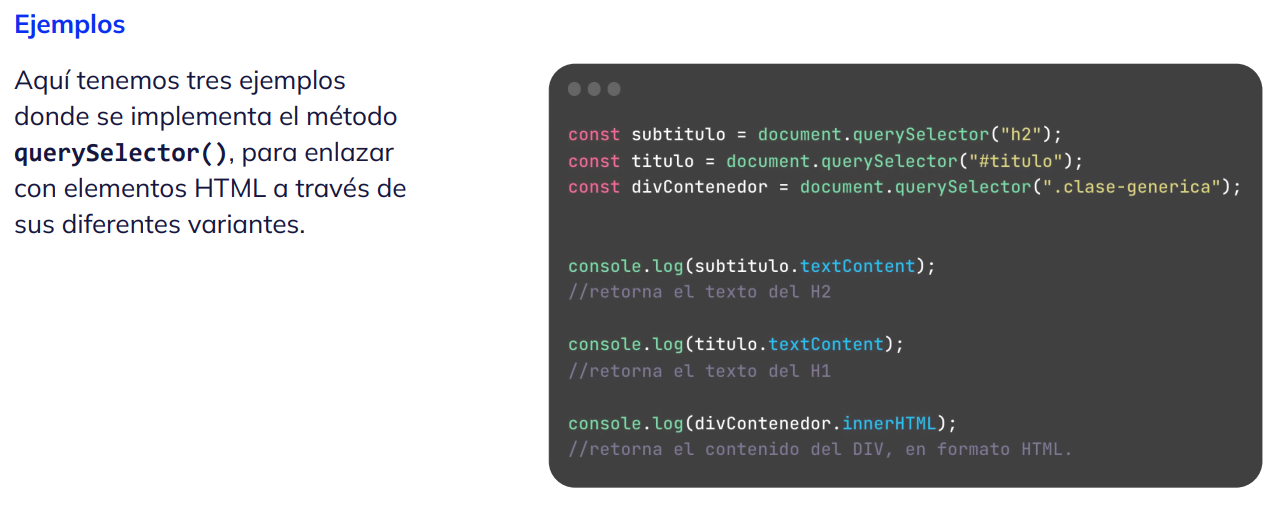 Ejemplos
Aquí tenemos tres ejemplos
donde se implementa el método
querySelector(), para enlazar
con elementos HTML a través de
sus diferentes variantes.
const subtitulo = document.querySelector("h2");
const titulo = document.querySelector("#titulo");
const divContenedor = document.querySelector(".clase-generica");
console.log(subtitulo.textContent);
//retorna el texto del H2
console.log(titulo.textContent);
//retorna el texto del H1
console.log(divContenedor.innerHTML);
//retorna el contenido del DIV, en formato HTML.